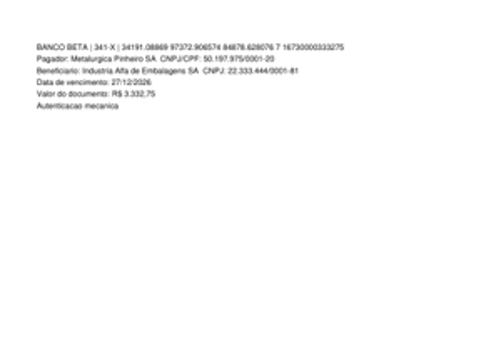 BANCO BETA | 341-X | 34191.08869 97372.906574 84878.628076 7 16730000333275
Pagador: Metalurgica Pinheiro SA CNPJ/CPF: 50.197.975/0001-20
Beneficiario: Industria Alfa de Embalagens SA CNPJ: 22.333.444/0001-81
Data de vencimento: 27/12/2026
Valor do documento: R$ 3.332,75
Autenticacao mecanica